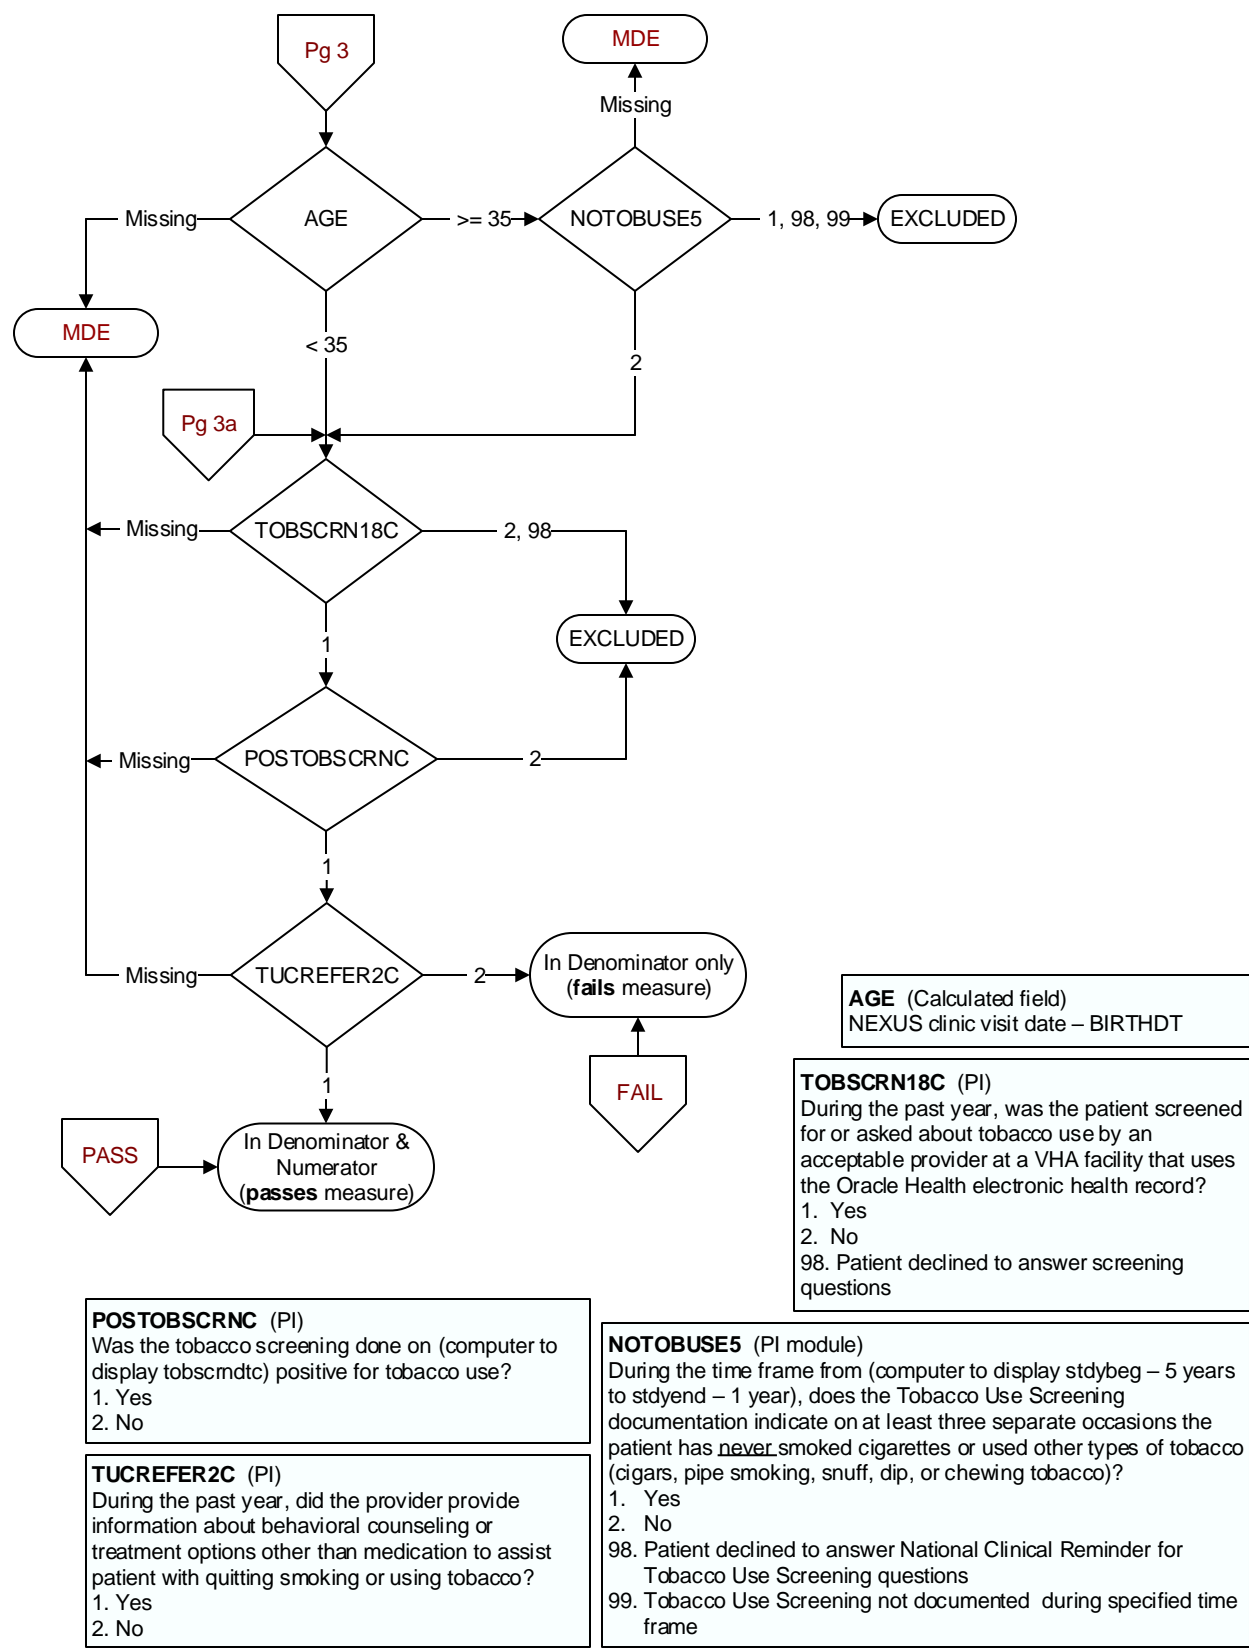 Pg 3
MDE
Missing
Missing
AGE
>= 35
NOTOBUSE5
1, 98, 99
EXCLUDED
MDE
< 35
2
Pg 3a
Missing
TOBSCRN18C
2, 98
EXCLUDED
1
Missing
POSTOBSCRNC
2
1
Missing
TUCREFER2C
2
In Denominator only
(fails measure)
1
FAIL
PASS
In Denominator &
Numerator
(passes measure)
AGE (Calculated field)
NEXUS clinic visit date – BIRTHDT
TOBSCRN18C (PI)
During the past year, was the patient screened
for or asked about tobacco use by an
acceptable provider at a VHA facility that uses
the Oracle Health electronic health record?
1. Yes
2. No
98. Patient declined to answer screening
questions
POSTOBSCRNC (PI)
Was the tobacco screening done on (computer to
display tobscrndtc) positive for tobacco use?
1. Yes
2. No
TUCREFER2C (PI)
During the past year, did the provider provide
information about behavioral counseling or
treatment options other than medication to assist
patient with quitting smoking or using tobacco?
1. Yes
2. No
NOTOBUSE5 (PI module)
During the time frame from (computer to display stdybeg – 5 years
to stdyend – 1 year), does the Tobacco Use Screening
documentation indicate on at least three separate occasions the
patient has never smoked cigarettes or used other types of tobacco
(cigars, pipe smoking, snuff, dip, or chewing tobacco)?
1. Yes
2. No
98. Patient declined to answer National Clinical Reminder for
Tobacco Use Screening questions
99. Tobacco Use Screening not documented during specified time
frame